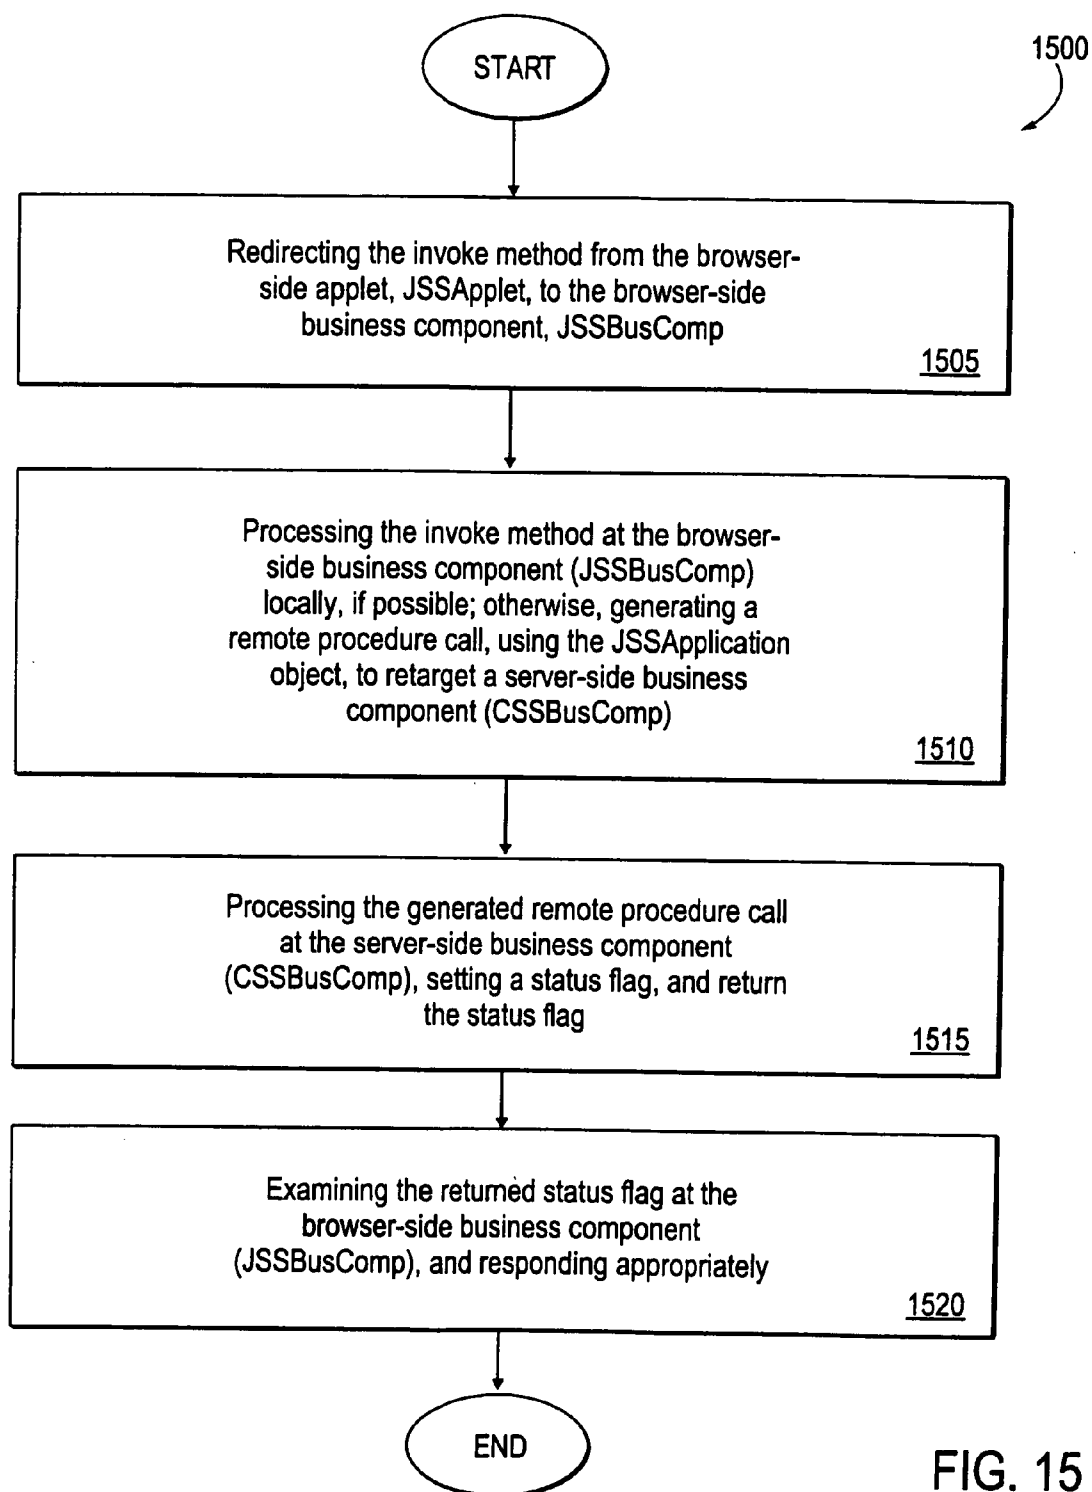 START
1500
Redirecting the invoke method from the browser-
side applet, JSSApplet, to the browser-side
business component, JSSBusComp
1505
Processing the invoke method at the browser-
side business component (JSSBusComp)
locally, if possible; otherwise, generating a
remote procedure call, using the JSSApplication
object, to retarget a server-side business
component (CSSBusComp)
1510
Processing the generated remote procedure call
at the server-side business component
(CSSBusComp), setting a status flag, and return
the status flag
1515
Examining the returned status flag at the
browser-side business component
(JSSBusComp), and responding appropriately
1520
END
FIG. 15